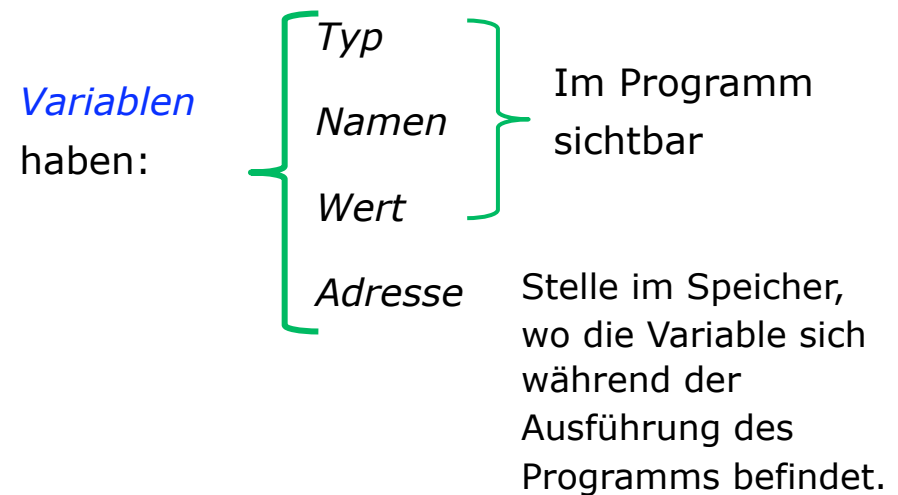 Variablen
haben:
Typ
Namen
Wert
Adresse
Im Programm
sichtbar
Stelle im Speicher,
wo die Variable sich
während der
Ausführung des
Programms befindet.